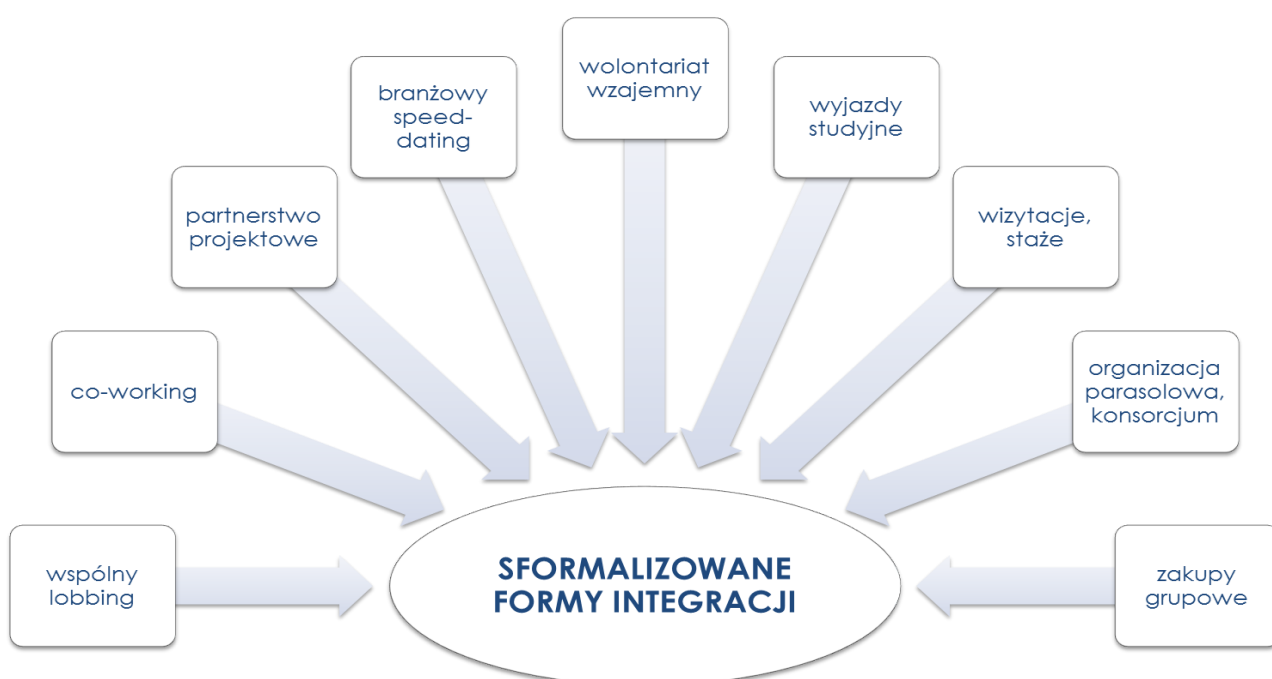 wspólny
lobbing
co-working
partnerstwo
projektowe
branżowy
speed-
dating
wolontariat
wzajemny
wyjazdy
studyjne
wizytacje,
staże
organizacja
parasolowa,
konsorcjum
zakupy
grupowe
SFORMALIZOWANE
FORMY INTEGRACJI